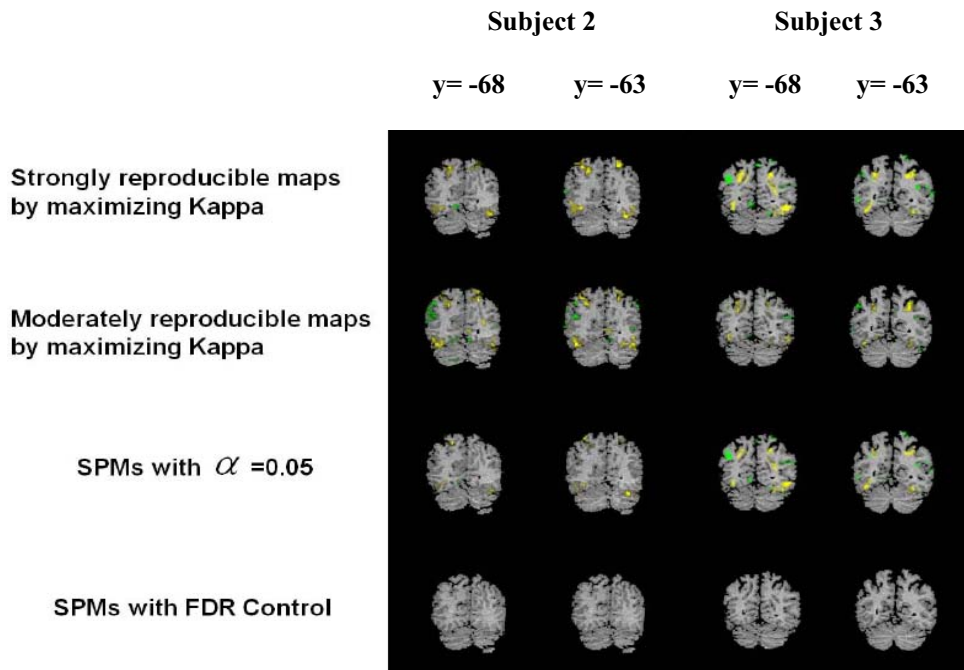 Subject 2 Subject 3
y= -68 y= -63 y= -68 y= -63
Strongly reproducible maps
by maximizing Kappa
Moderately reproducible maps
by maximizing Kappa
SPMs with α =0.05
SPMs with FDR Control